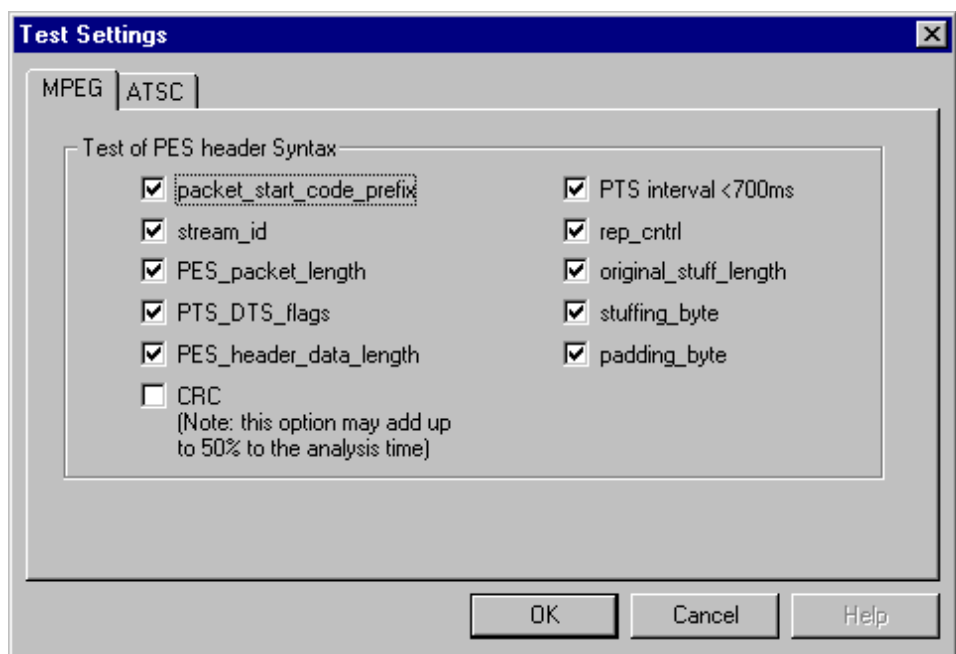 Test Settings
MPEG
ATSC
Test of PES header Syntax
packet_start_code_prefix
stream_id
PES_packet_length
PTS_DTS_flags
PES_header_data_length
CRC
(Note: this option may add up
to 50% to the analysis time)
PTS interval <700ms
rep_cntrl
original_stuff_length
stuffing_byte
padding_byte
OK
Cancel
Help